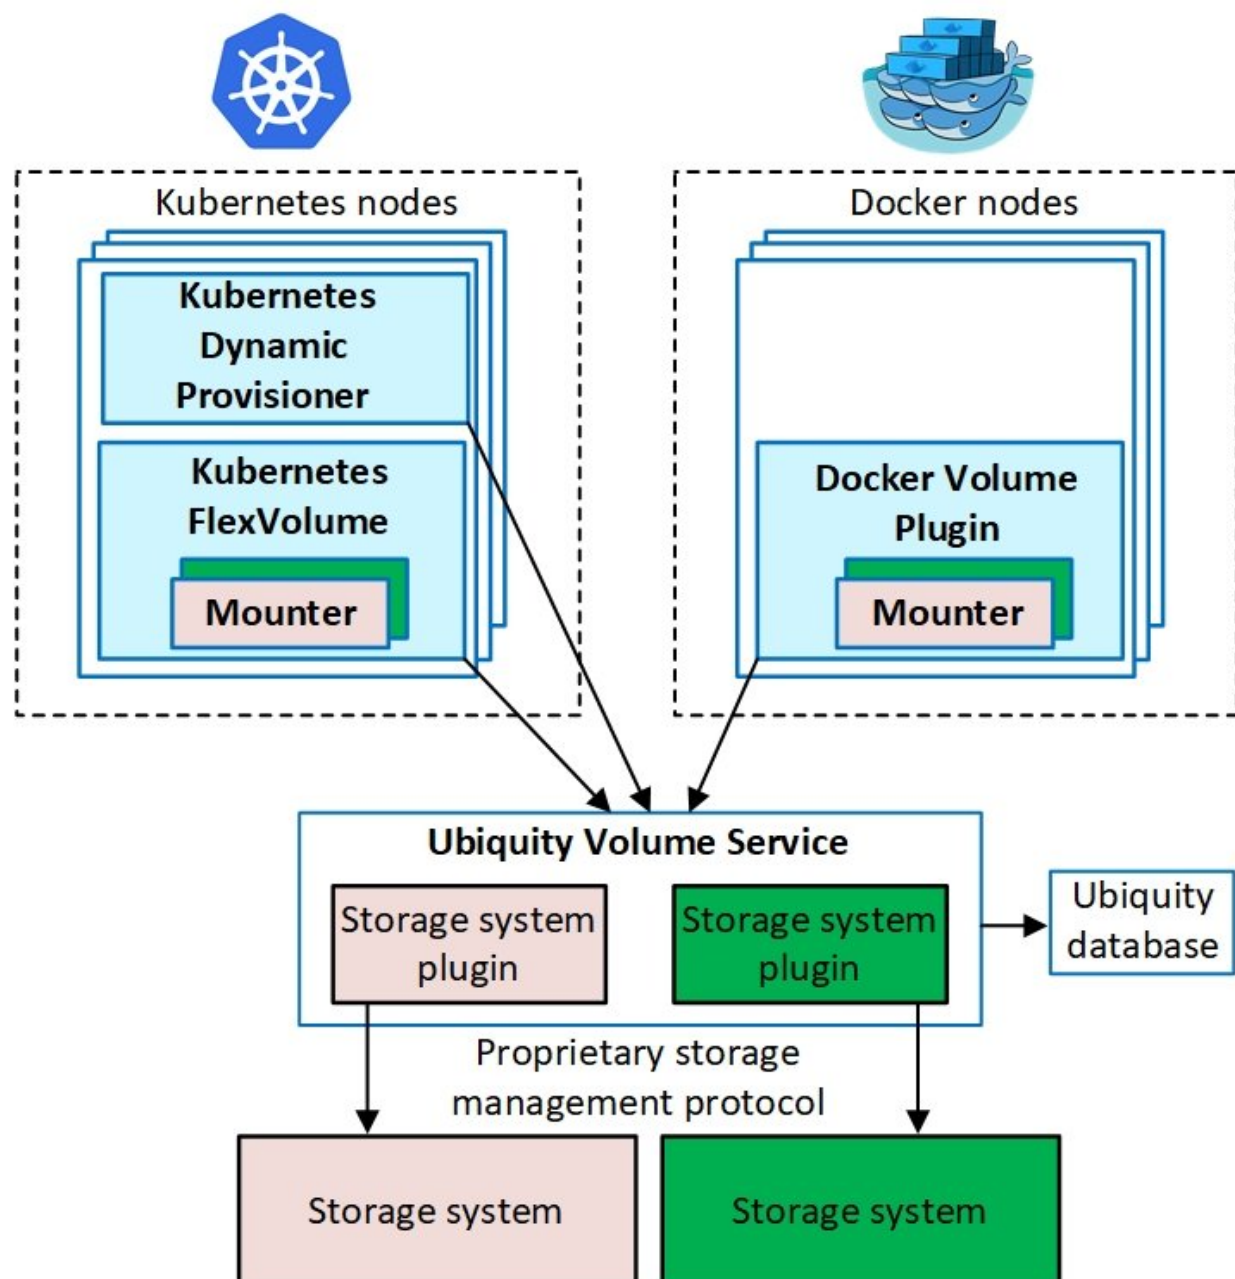 Kubernetes nodes
Docker nodes
Kubernetes
Dynamic
Provisioner
Kubernetes
FlexVolume
Mounter
Docker Volume
Plugin
Mounter
Ubiquity Volume Service
Storage system
plugin
Storage system
plugin
Ubiquity
database
Proprietary storage
management protocol
Storage system
Storage system